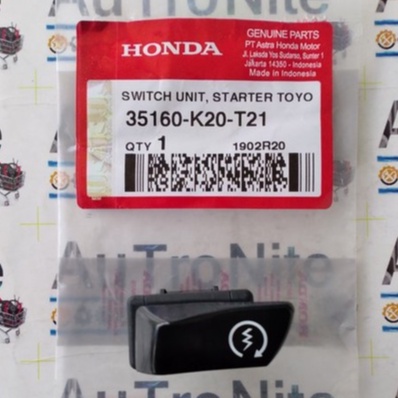 HONDA
GENUINE PARTS
PT Astra Honda Motor
Jl. Laksda Yos Sudarso, Sunter 1
Jakarta 14350 - Indonesia
Made in Indonesia
SWITCH UNIT, STARTER TOYO
35160-K20-T21
QTY 1
1902R20
AuTroNite
AuTroNite